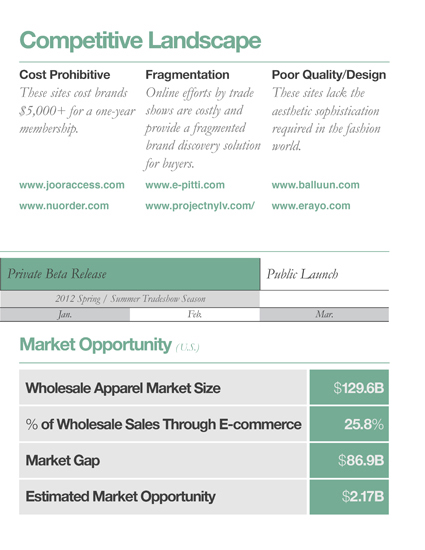 Competitive Landscape
Cost Prohibitive
These sites cost brands
$5,000+ for a one-year
membership.
www.jooraccess.com
www.nuorder.com
Fragmentation
Online efforts by trade
shows are costly and
provide a fragmented
brand discovery solution
for buyers.
www.e-pitti.com
www.projectnylv.com/
Poor Quality/Design
These sites lack the
aesthetic sophistication
required in the fashion
world.
www.balluun.com
www.erayo.com
Private Beta Release
Public Launch
2012 Spring / Summer Tradeshow Season
Jan. Feb. Mar.
Market Opportunity (U.S.)
Wholesale Apparel Market Size $129.6B
% of Wholesale Sales Through E-commerce 25.8%
Market Gap $86.9B
Estimated Market Opportunity $2.17B